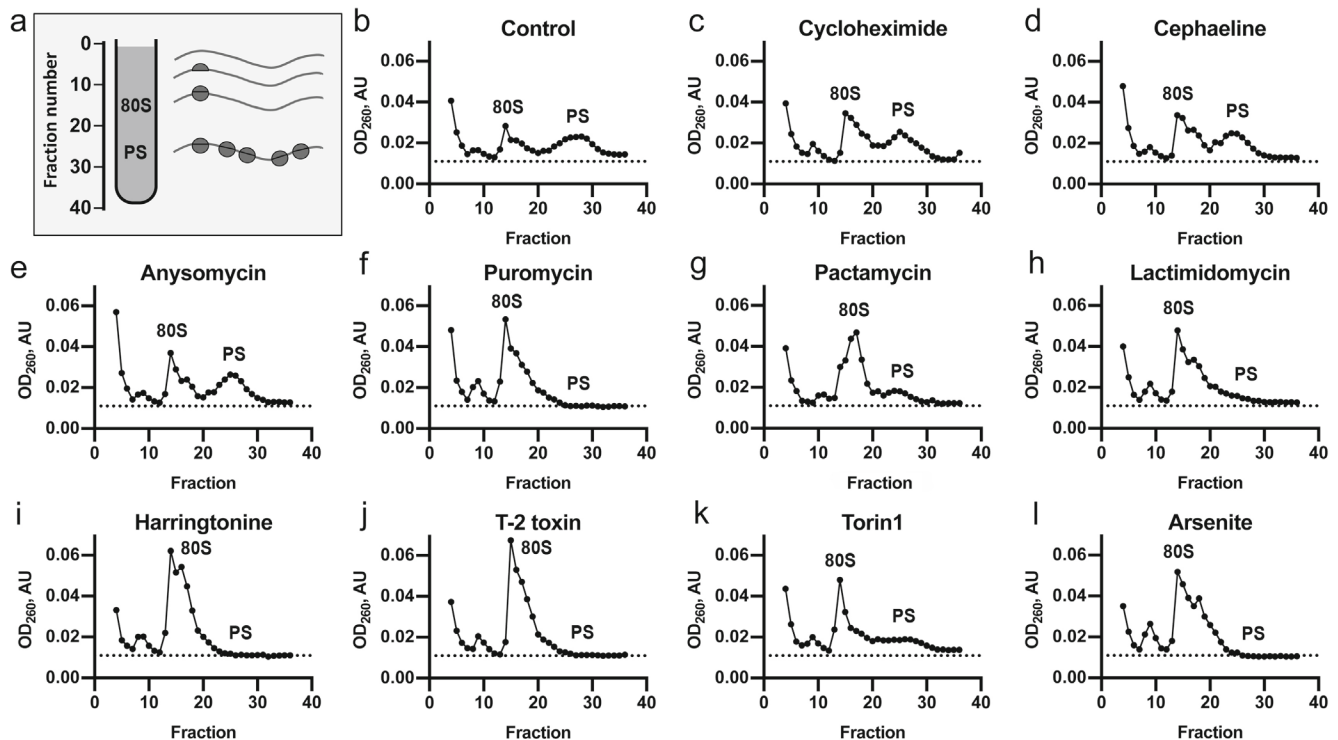 a
Fraction number
0
10
20
30
40
80S
PS
b
Control
OD260, AU
0.06
0.04
0.02
0.00
80S
PS
0 10 20 30 40
Fraction
c
Cycloheximide
OD260, AU
0.06
0.04
0.02
0.00
80S
PS
0 10 20 30 40
Fraction
d
Cephaeline
OD260, AU
0.06
0.04
0.02
0.00
80S
PS
0 10 20 30 40
Fraction
e
Anysomycin
OD260, AU
0.06
0.04
0.02
0.00
80S
PS
0 10 20 30 40
Fraction
f
Puromycin
OD260, AU
0.06
0.04
0.02
0.00
80S
PS
0 10 20 30 40
Fraction
g
Pactamycin
OD260, AU
0.06
0.04
0.02
0.00
80S
PS
0 10 20 30 40
Fraction
h
Lactimidomycin
OD260, AU
0.06
0.04
0.02
0.00
80S
PS
0 10 20 30 40
Fraction
i
Harringtonine
OD260, AU
0.06
0.04
0.02
0.00
80S
PS
0 10 20 30 40
Fraction
j
T-2 toxin
OD260, AU
0.06
0.04
0.02
0.00
80S
PS
0 10 20 30 40
Fraction
k
Torin1
OD260, AU
0.06
0.04
0.02
0.00
80S
PS
0 10 20 30 40
Fraction
l
Arsenite
OD260, AU
0.06
0.04
0.02
0.00
80S
PS
0 10 20 30 40
Fraction